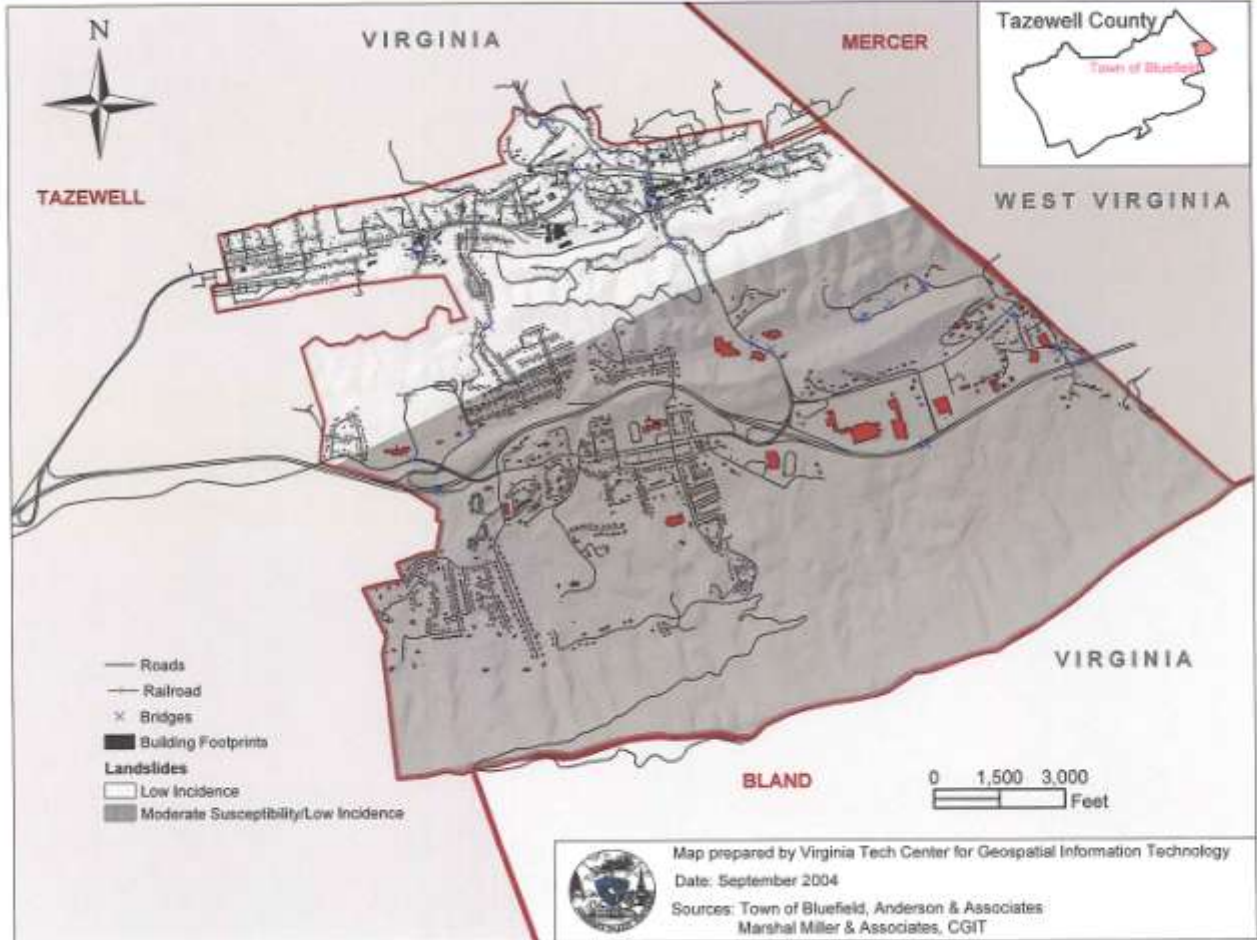 N
VIRGINIA
MERCER
Tazewell County
Town of Bluefield
TAZEWELL
WEST VIRGINIA
VIRGINIA
Roads
Railroad
Bridges
Building Footprints
Landslides
Low Incidence
Moderate Susceptibility/Low Incidence
BLAND
0 1,500 3,000
Feet
Map prepared by Virginia Tech Center for Geospatial Information Technology
Date: September 2004
Sources: Town of Bluefield, Anderson & Associates
Marshal Miller & Associates, CGIT